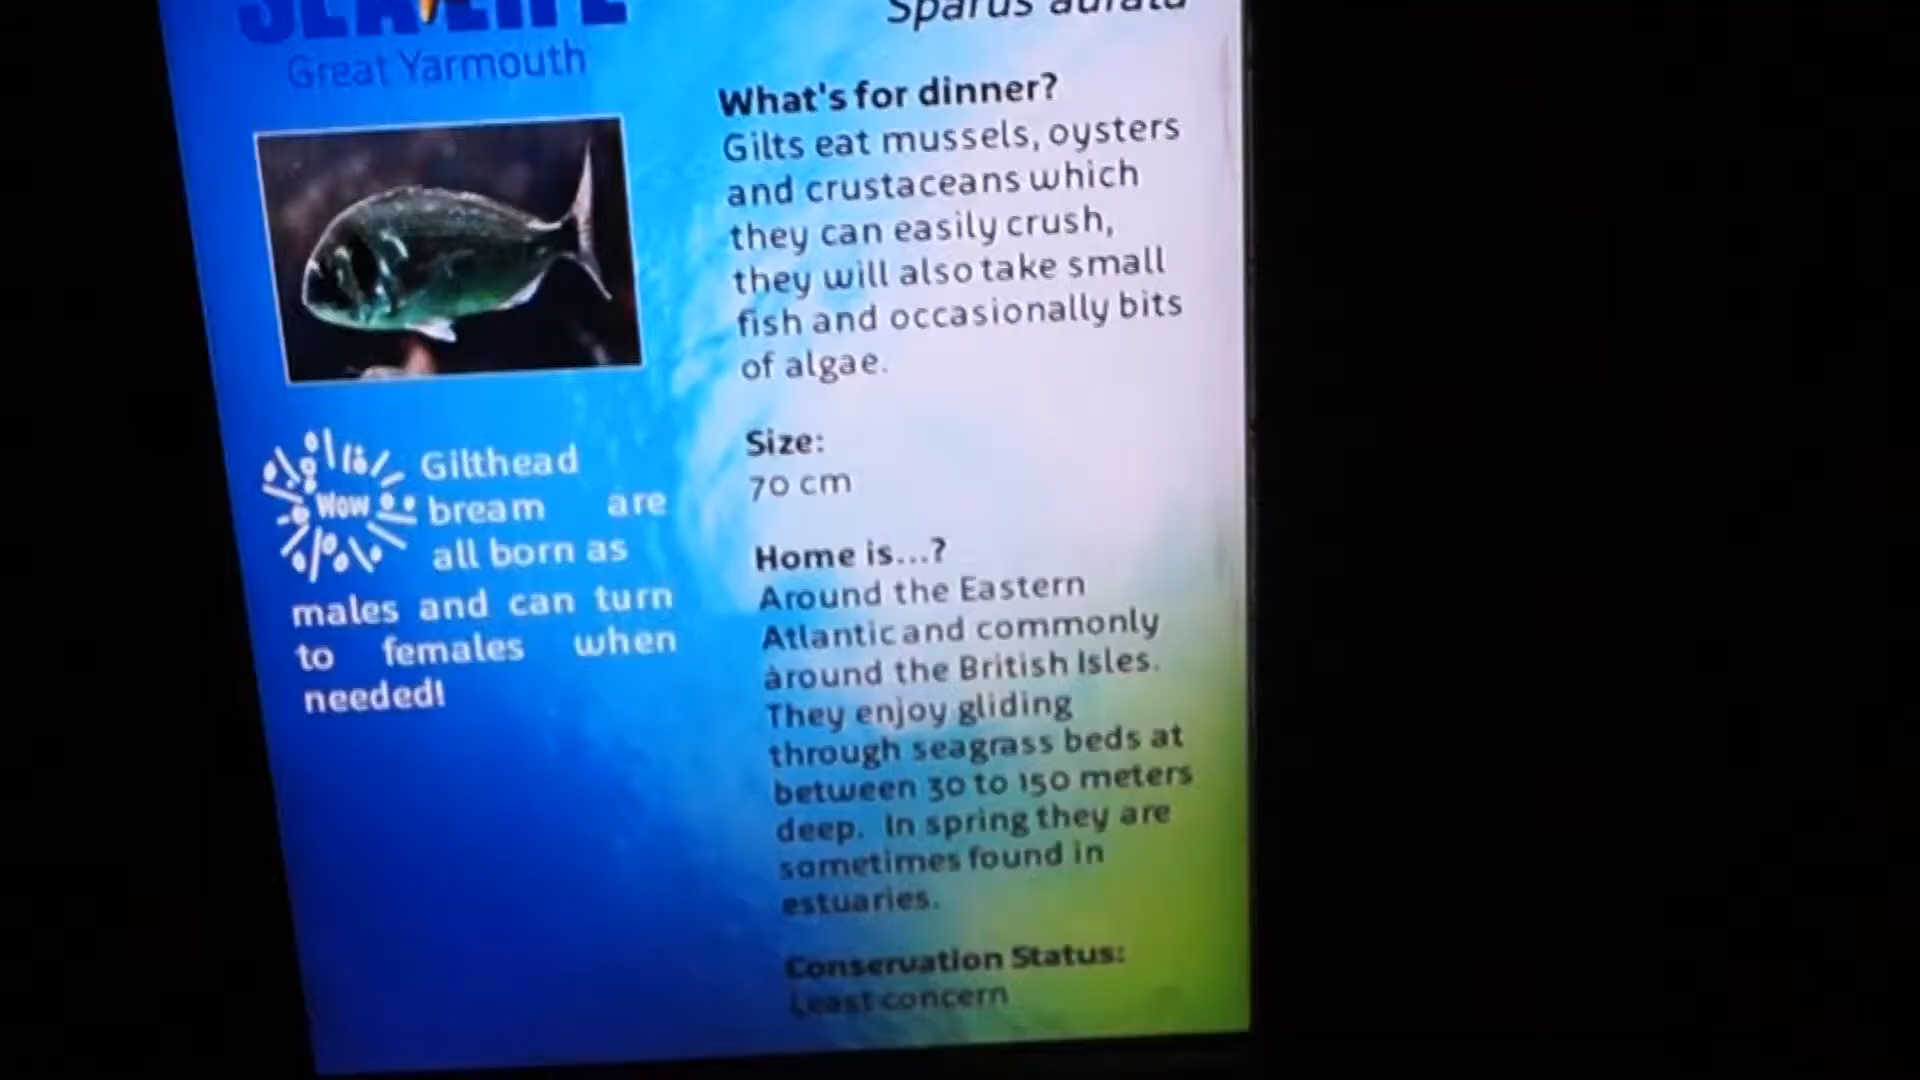 SEA LIFE
Great Yarmouth
Gilthead
bream are
all born as
males and can turn
to females when
needed!
Wow
Sparus aurata
What's for dinner?
Gilts eat mussels, oysters
and crustaceans which
they can easily crush,
they will also take small
fish and occasionally bits
of algae.
Size:
70 cm
Home is...?
Around the Eastern
Atlantic and commonly
around the British Isles.
They enjoy gliding
through seagrass beds at
between 30 to 150 meters
deep. In spring they are
sometimes found in
estuaries.
Conservation Status:
Least concern